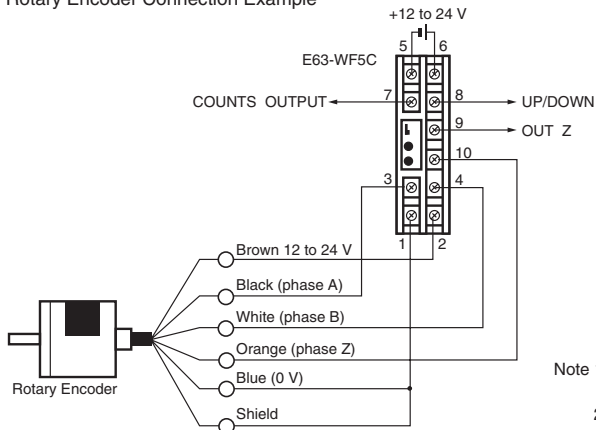 Rotary Encoder Connection Example
+12 to 24 V
5 6
E63-WF5C
COUNTS OUTPUT 7 8 UP/DOWN
9 OUT Z
10
3 4
1 2
Brown 12 to 24 V
Black (phase A)
White (phase B)
Orange (phase Z)
Blue (0 V)
Shield
Rotary Encoder
Note